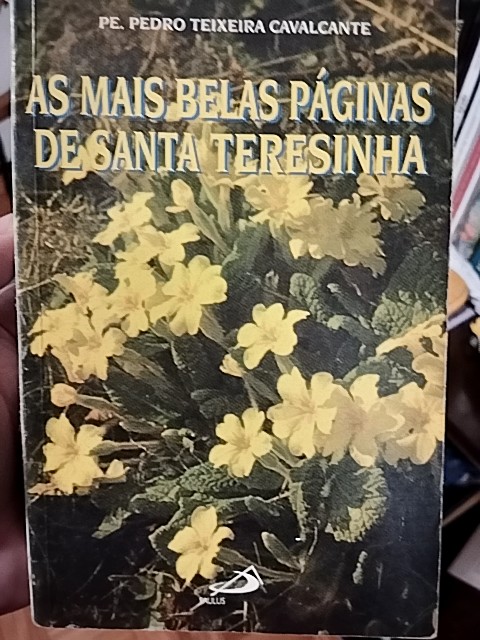 PE. PEDRO TEIXEIRA CAVALCANTE
AS MAIS BELAS PÁGINAS
DE SANTA TERESINHA
PAULUS